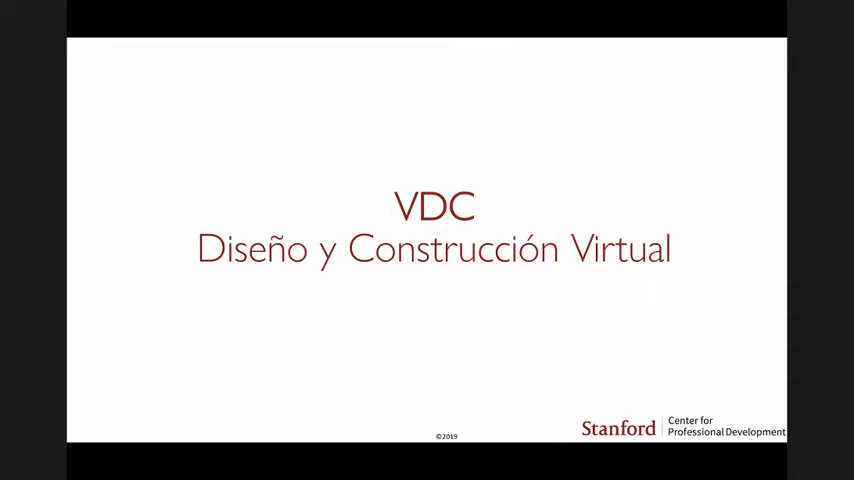 VDC
Diseño y Construcción Virtual
©2019
Stanford
Center for
Professional Development